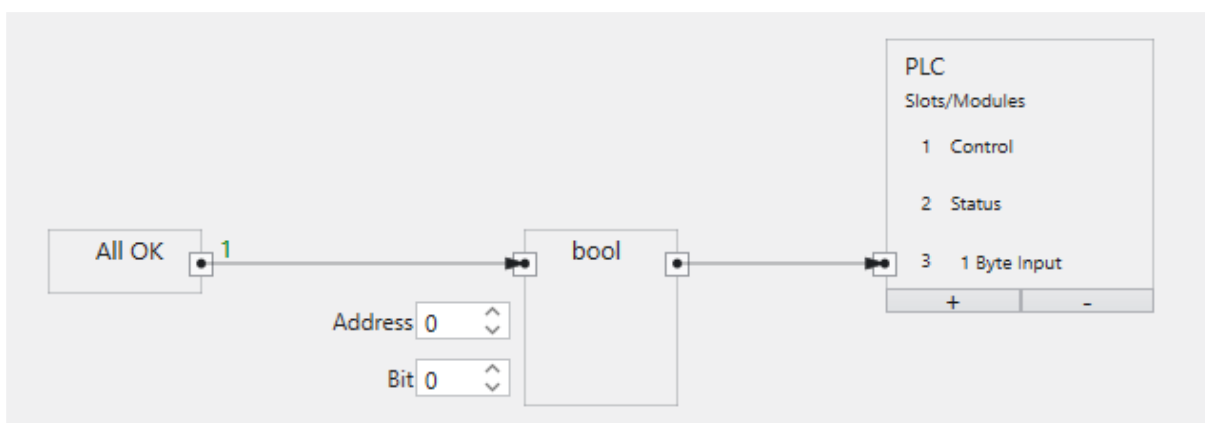 PLC
Slots/Modules
1 Control
2 Status
All OK 1 bool
3 1 Byte Input
+ -
Address 0
Bit 0